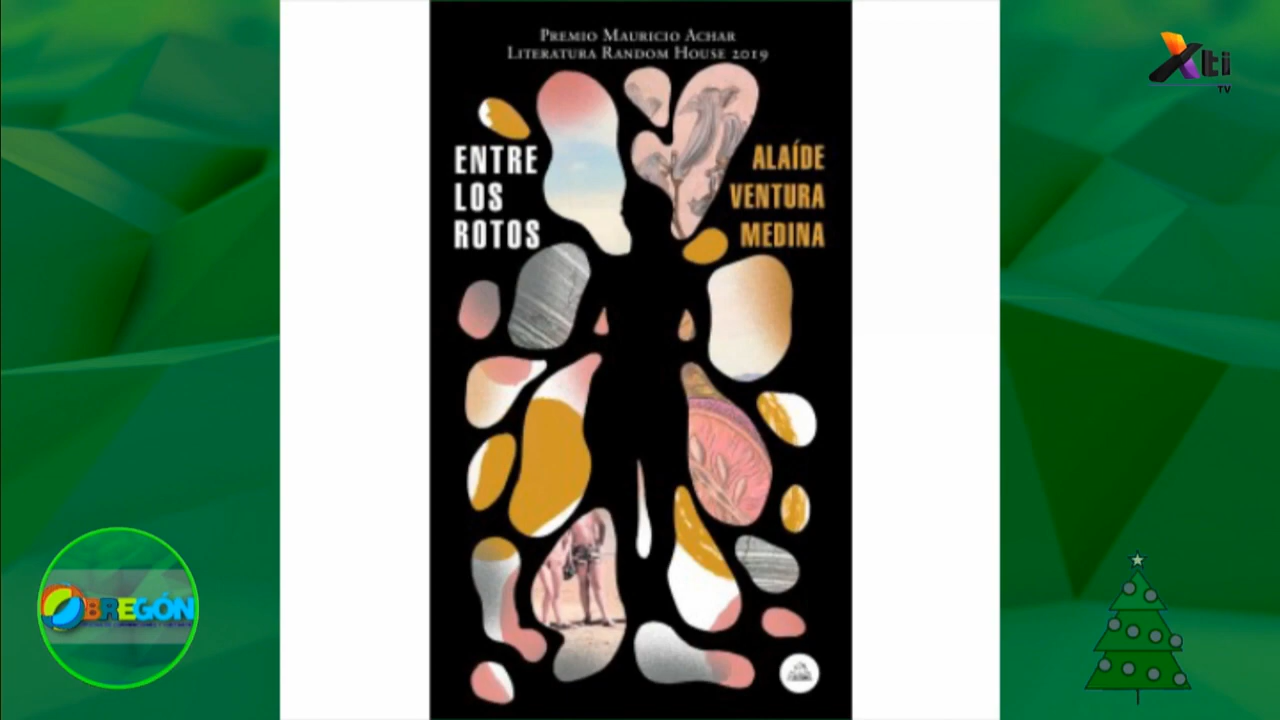 Premio Mauricio Achar
Literatura Random House 2019
ENTRE
LOS
ROTOS
ALAÍDE
VENTURA
MEDINA
Xti
TV
OBREGÓN